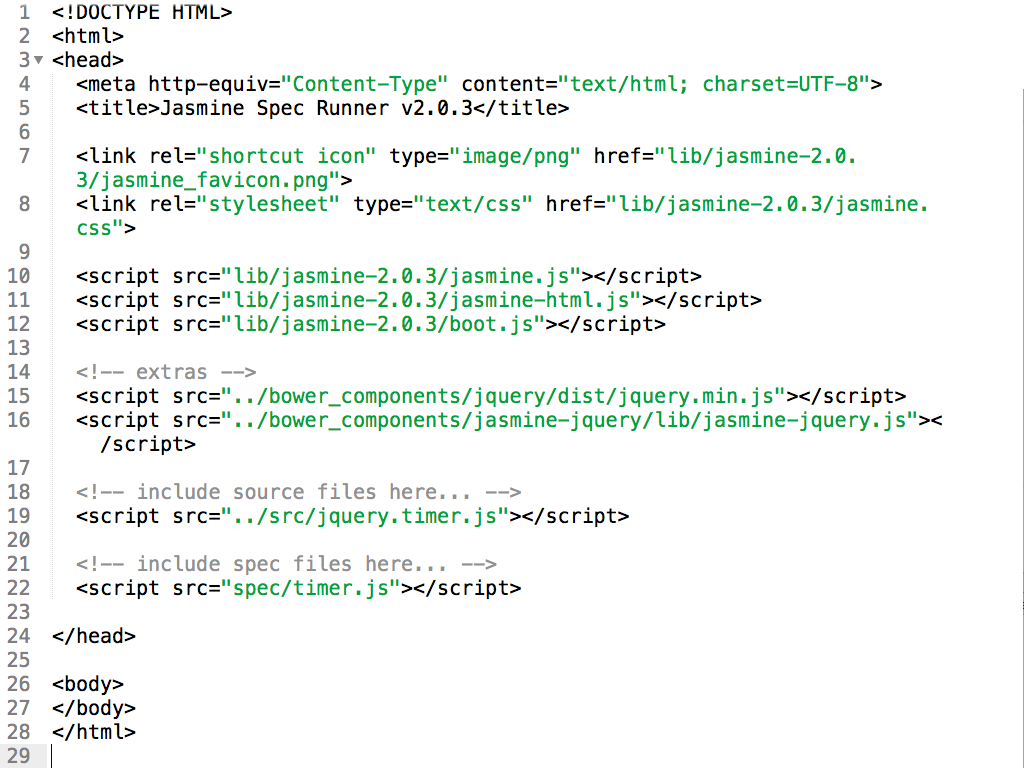 1 <!DOCTYPE HTML>
2 <html>
3 <head>
4 <meta http-equiv="Content-Type" content="text/html; charset=UTF-8">
5 <title>Jasmine Spec Runner v2.0.3</title>
6
7 <link rel="shortcut icon" type="image/png" href="lib/jasmine-2.0.
3/jasmine_favicon.png">
8 <link rel="stylesheet" type="text/css" href="lib/jasmine-2.0.3/jasmine.
css">
9
10 <script src="lib/jasmine-2.0.3/jasmine.js"></script>
11 <script src="lib/jasmine-2.0.3/jasmine-html.js"></script>
12 <script src="lib/jasmine-2.0.3/boot.js"></script>
13
14 <!-- extras -->
15 <script src="../bower_components/jquery/dist/jquery.min.js"></script>
16 <script src="../bower_components/jasmine-jquery/lib/jasmine-jquery.js"><
/script>
17
18 <!-- include source files here... -->
19 <script src="../src/jquery.timer.js"></script>
20
21 <!-- include spec files here... -->
22 <script src="spec/timer.js"></script>
23
24 </head>
25
26 <body>
27 </body>
28 </html>
29